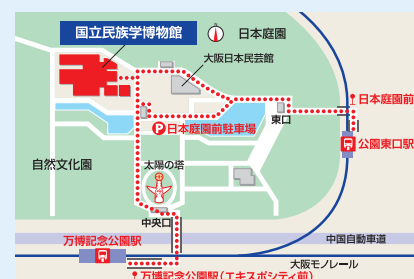 国立民族学博物館
日本庭園
大阪日本民芸館
日本庭園前
東口
P日本庭園前駐車場
公園東口駅
自然文化園
太陽の塔
中央口
万博記念公園駅
中国自動車道
大阪モノレール
万博記念公園駅(エキスポシティ前)